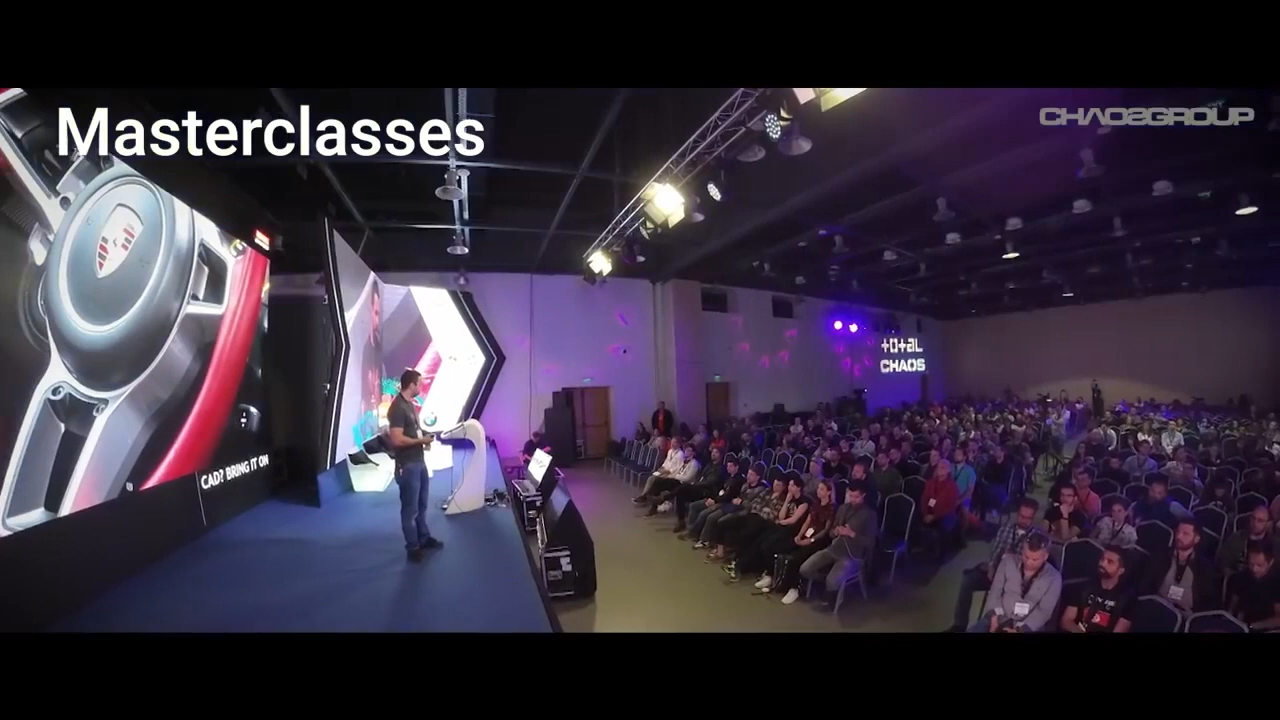 Masterclasses
CHAOSGROUP
TOTAL
CHAOS
CAD? BRING IT ON